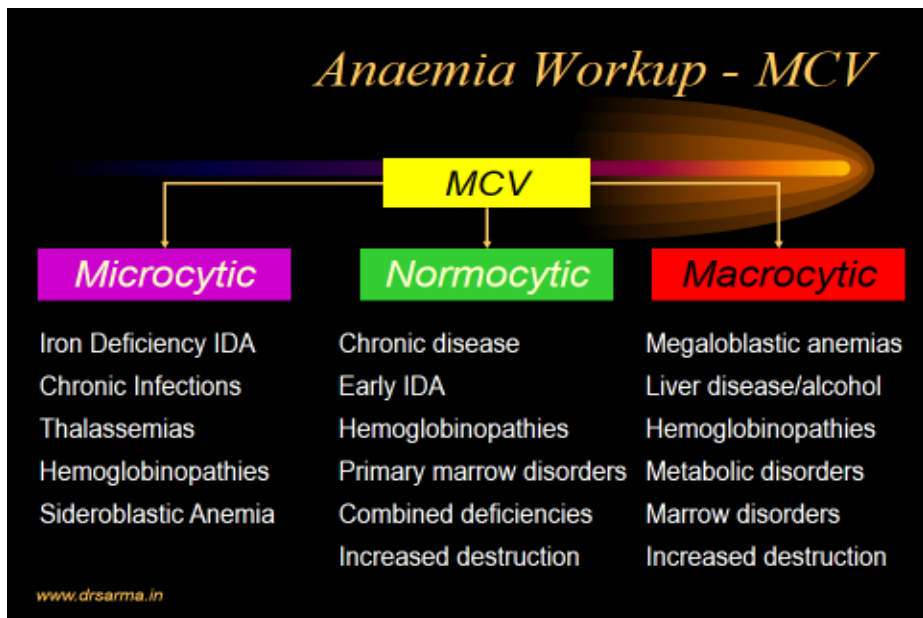 Anaemia Workup - MCV
MCV
Microcytic
Iron Deficiency IDA
Chronic Infections
Thalassemias
Hemoglobinopathies
Sideroblastic Anemia
Normocytic
Chronic disease
Early IDA
Hemoglobinopathies
Primary marrow disorders
Combined deficiencies
Increased destruction
Macrocytic
Megaloblastic anemias
Liver disease/alcohol
Hemoglobinopathies
Metabolic disorders
Marrow disorders
Increased destruction
www.drsarma.in